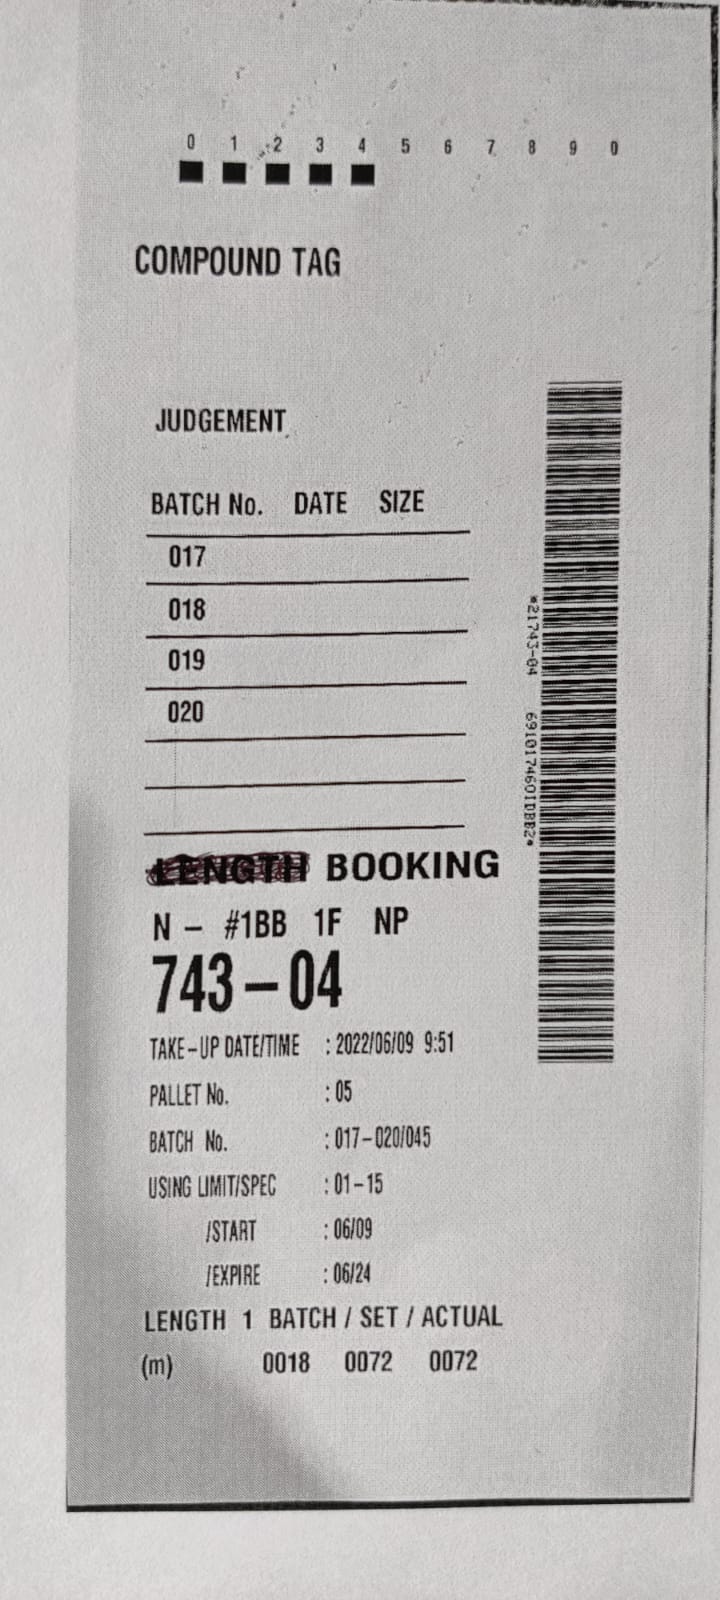 0 1 2 3 4 5 6 7 8 9 0
COMPOUND TAG
JUDGEMENT
BATCH No. DATE SIZE
017
018
019
020
LENGTH BOOKING
N - #1BB 1F NP
743-04
TAKE-UP DATE/TIME : 2022/06/09 9:51
PALLET No. : 05
BATCH No. : 017-020/045
USING LIMIT/SPEC : 01-15
/START : 06/09
/EXPIRE : 06/24
LENGTH 1 BATCH / SET / ACTUAL
(m) 0018 0072 0072
*21743-04